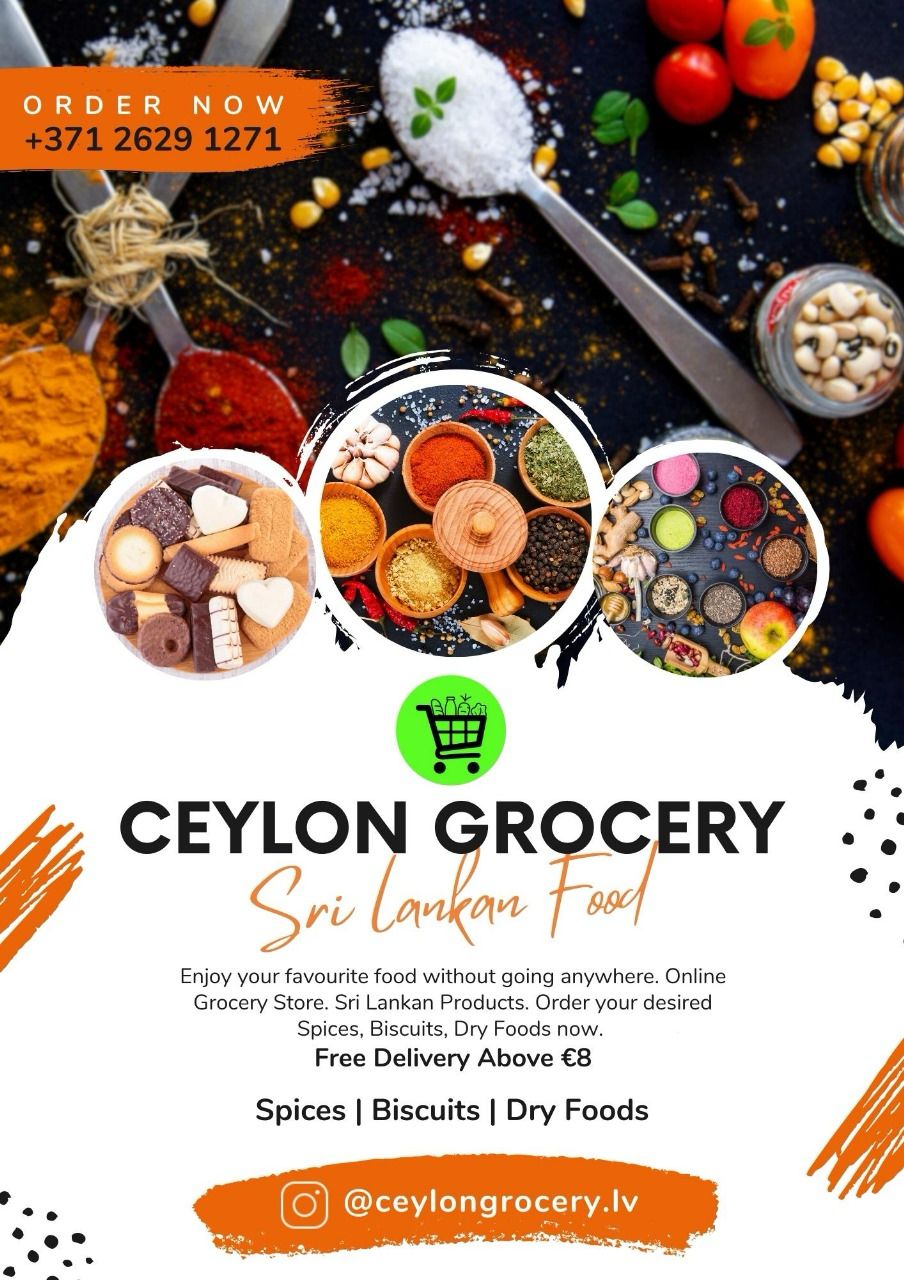 ORDER NOW
+371 2629 1271
CEYLON GROCERY
Sri Lankan Food
Enjoy your favourite food without going anywhere. Online
Grocery Store. Sri Lankan Products. Order your desired
Spices, Biscuits, Dry Foods now.
Free Delivery Above €8
Spices | Biscuits | Dry Foods
@ceylongrocery.lv